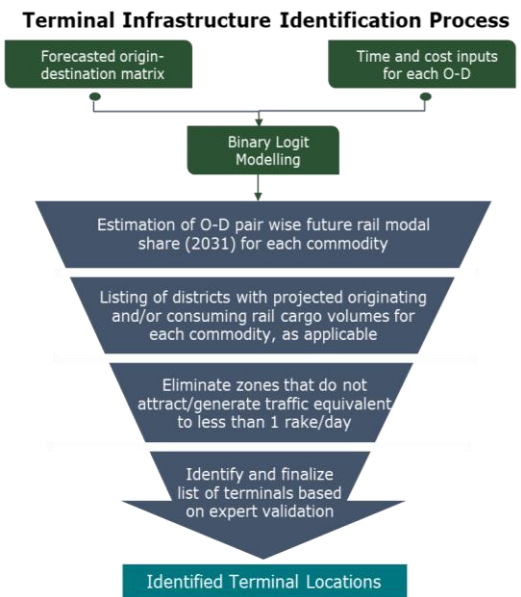 Terminal Infrastructure Identification Process
Forecasted origin-
destination matrix
Time and cost inputs
for each O-D
Binary Logit
Modelling
Estimation of O-D pair wise future rail modal
share (2031) for each commodity
Listing of districts with projected originating
and/or consuming rail cargo volumes for
each commodity, as applicable
Eliminate zones that do not
attract/generate traffic equivalent
to less than 1 rake/day
Identify and finalize
list of terminals based
on expert validation
Identified Terminal Locations